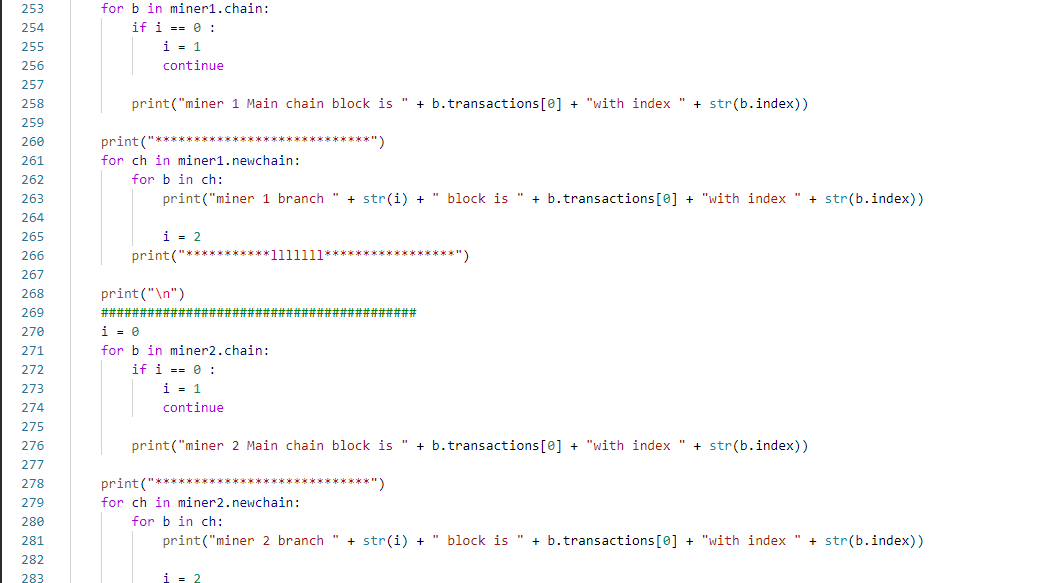 253 for b in miner1.chain:
254 if i == 0 :
255 i = 1
256 continue
257
258 print("miner 1 Main chain block is " + b.transactions[0] + "with index " + str(b.index))
259
260 print("****************************")
261 for ch in miner1.newchain:
262 for b in ch:
263 print("miner 1 branch " + str(i) + " block is " + b.transactions[0] + "with index " + str(b.index))
264
265 i = 2
266 print("***********lllllll*****************")
267
268 print("\n")
269 #########################################
270 i = 0
271 for b in miner2.chain:
272 if i == 0 :
273 i = 1
274 continue
275
276 print("miner 2 Main chain block is " + b.transactions[0] + "with index " + str(b.index))
277
278 print("****************************")
279 for ch in miner2.newchain:
280 for b in ch:
281 print("miner 2 branch " + str(i) + " block is " + b.transactions[0] + "with index " + str(b.index))
282
283 i = 2